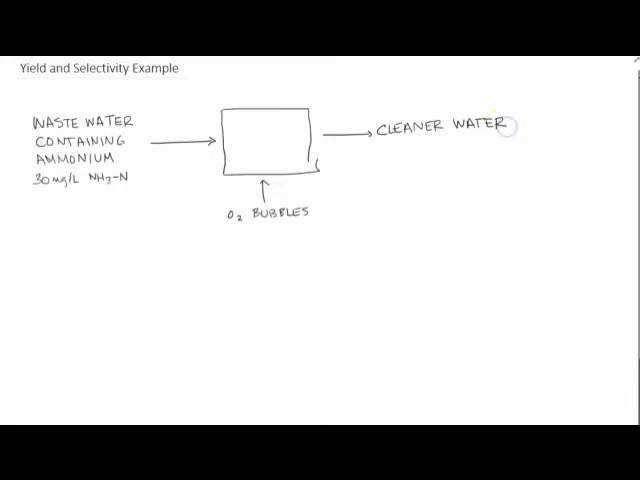 Yield and Selectivity Example
WASTE WATER
CONTAINING
AMMONIUM
30 mg/L NH3-N
CLEANER WATER
O2 BUBBLES